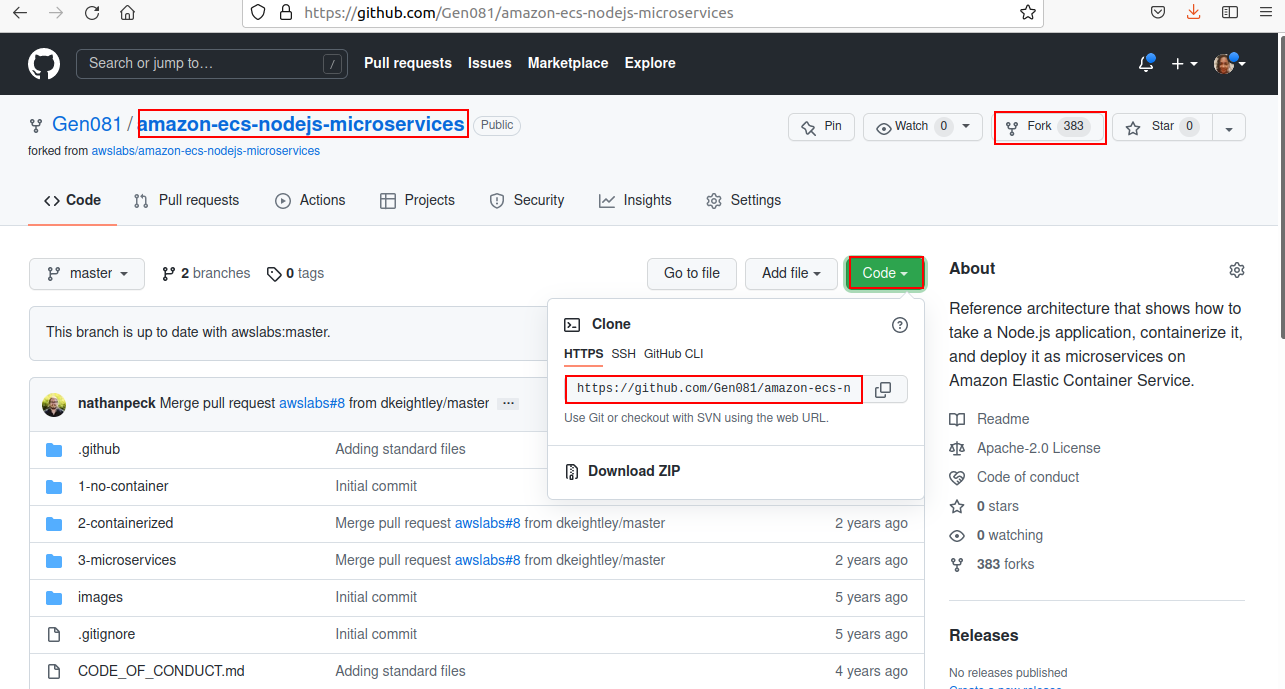 https://github.com/Gen081/amazon-ecs-nodejs-microservices
Search or jump to… /
Pull requests Issues Marketplace Explore
Gen081 / amazon-ecs-nodejs-microservices Public
Pin Watch 0 Fork 383 Star 0
forked from awslabs/amazon-ecs-nodejs-microservices
Code Pull requests Actions Projects Security Insights Settings
master 2 branches 0 tags
Go to file Add file Code
This branch is up to date with awslabs:master.
Clone
HTTPS SSH GitHub CLI
https://github.com/Gen081/amazon-ecs-n
Use Git or checkout with SVN using the web URL.
Download ZIP
nathanpeck Merge pull request awslabs#8 from dkeightley/master ...
.github Adding standard files
1-no-container Initial commit
2-containerized Merge pull request awslabs#8 from dkeightley/master 2 years ago
3-microservices Merge pull request awslabs#8 from dkeightley/master 2 years ago
images Initial commit 5 years ago
.gitignore Initial commit 5 years ago
CODE_OF_CONDUCT.md Adding standard files 4 years ago
About
Reference architecture that shows how to
take a Node.js application, containerize it,
and deploy it as microservices on
Amazon Elastic Container Service.
Readme
Apache-2.0 License
Code of conduct
0 stars
0 watching
383 forks
Releases
No releases published
Create a new release